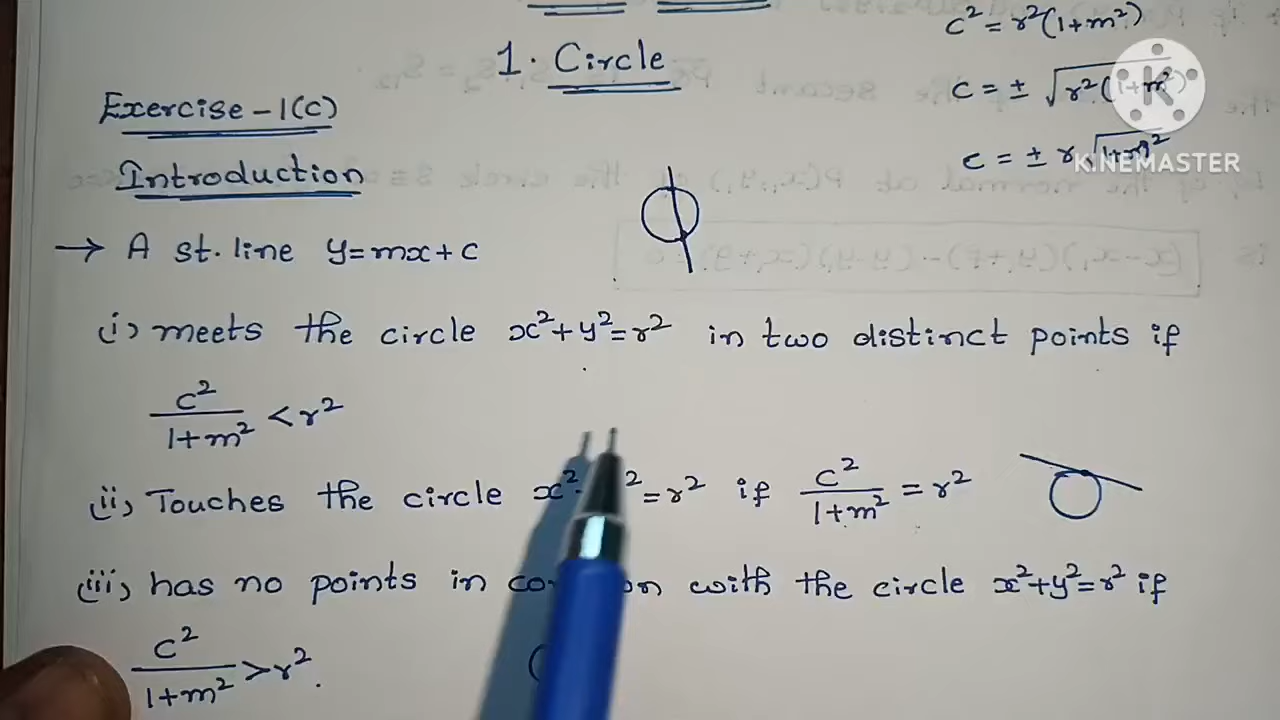 1. Circle
Exercise-1(c)
Introduction
c² = r²(1+m²)
c = ± √r²(1+m²)
c = ± r√1+m²
KINEMASTER
→ A st. line y=mx+c
(i) meets the circle x²+y²=r² in two distinct points if
c²/1+m² < r²
(ii) Touches the circle x² ² = r² if c²/1+m² = r²
(iii) has no points in with the circle x²+y²=r² if
c²/1+m² > r².